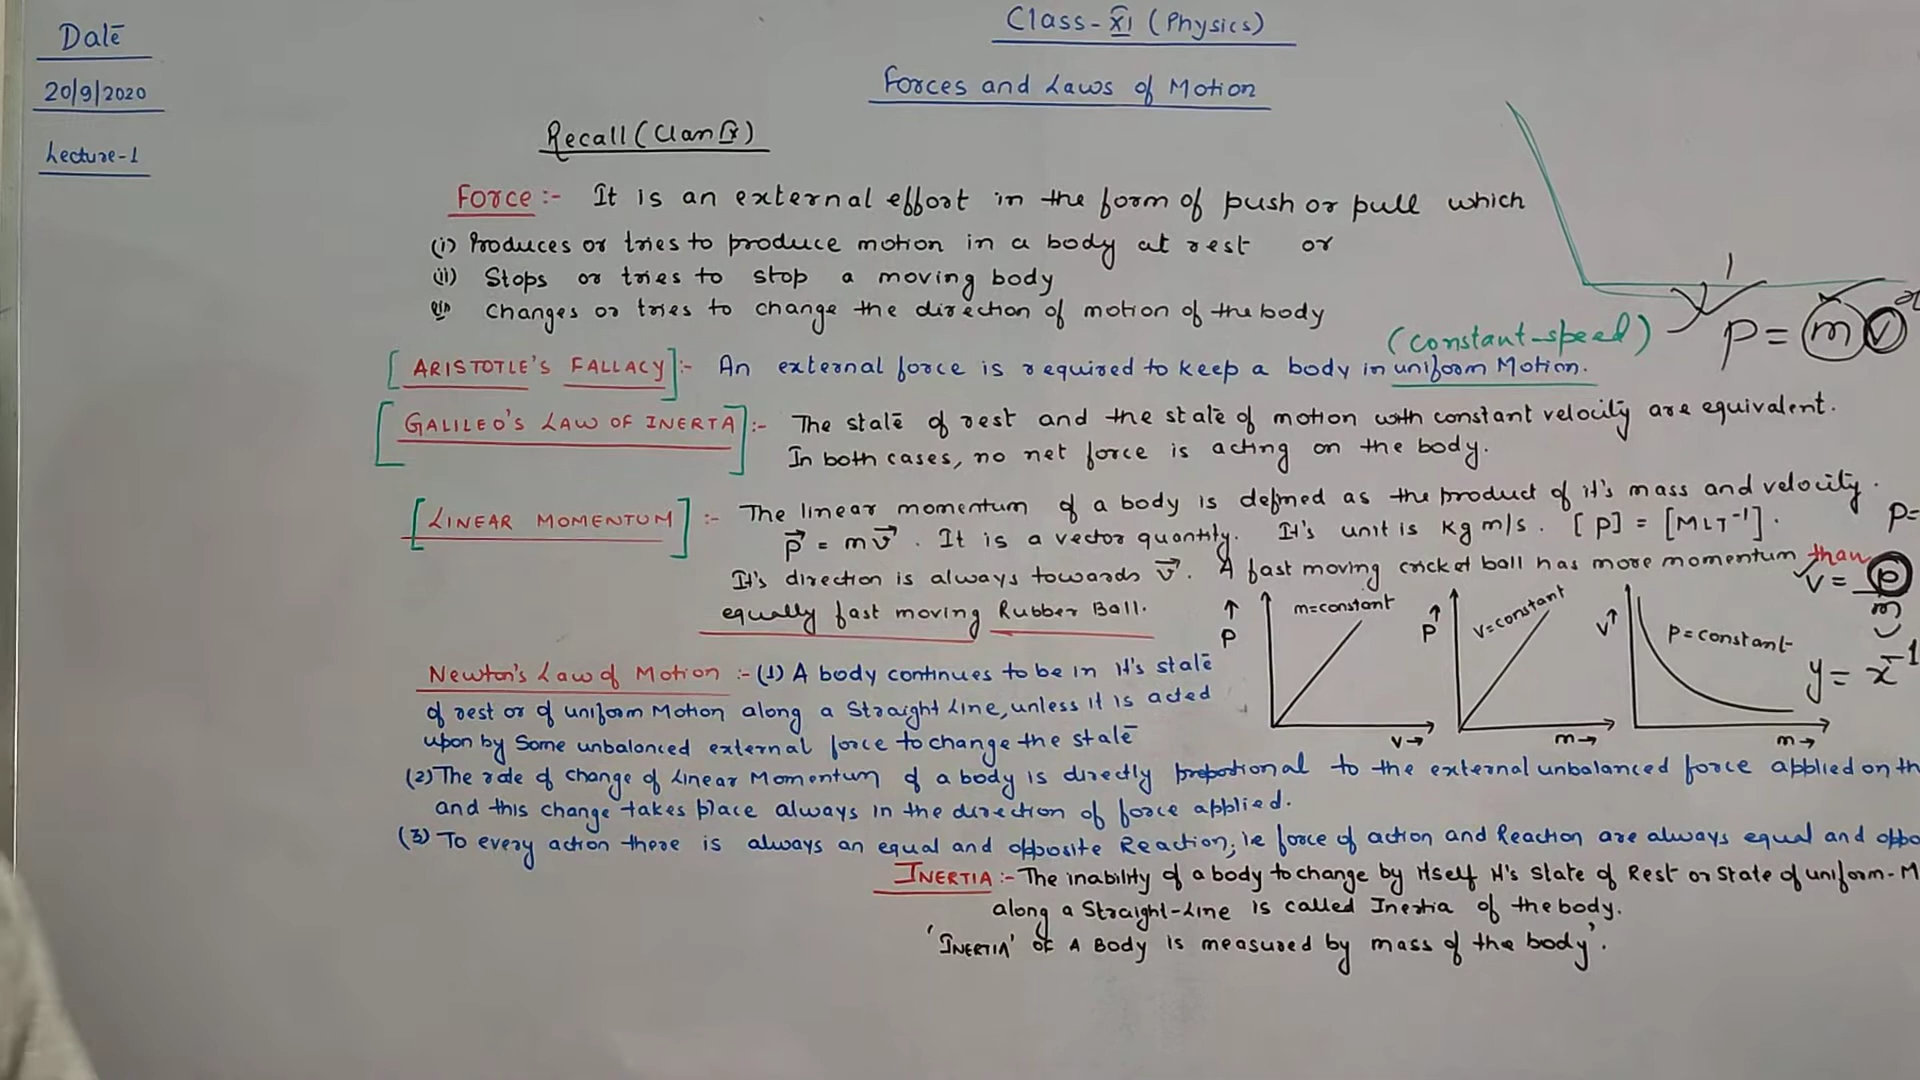 Class-XI (Physics)
Date
20/9/2020
Lecture-1
Forces and Laws of Motion
Recall (Class IX)
Force :- It is an external effort in the form of push or pull which
(i) Produces or tries to produce motion in a body at rest or
(ii) Stops or tries to stop a moving body
(iii) Changes or tries to change the direction of motion of the body
(constant-speed)
p = m v
[ARISTOTLE'S FALLACY] :- An external force is required to keep a body in uniform Motion.
[GALILEO'S LAW OF INERTA] :- The state of rest and the state of motion with constant velocity are equivalent.
In both cases, no net force is acting on the body.
[LINEAR MOMENTUM] :- The linear momentum of a body is defined as the product of it's mass and velocity.
p⃗ = mv⃗. It is a vector quantity. It's unit is kg m/s. [p] = [MLT⁻¹].
p=
It's direction is always towards v⃗. A fast moving cricket ball has more momentum than
equally fast moving Rubber Ball.
v = p/m
↑ P m=constant v→
P↑ v=constant m→
v↑ P=constant m→
y = x⁻¹
Newton's Law of Motion :- (1) A body continues to be in it's state
of rest or of uniform Motion along a Straight Line, unless it is acted
upon by Some unbalonced external force to change the state
(2) The rate of change of Linear Momentum of a body is directly propotional to the external unbalanced force applied on th
and this change takes place always in the direction of force applied.
(3) To every action there is always an equal and opposite Reaction, ie force of action and Reaction are always equal and oppo
INERTIA :- The inability of a body to change by itself it's State of Rest or State of uniform-M
along a Straight-Line is called Inertia of the body.
'INERTIA' of A Body is measured by mass of the body'.